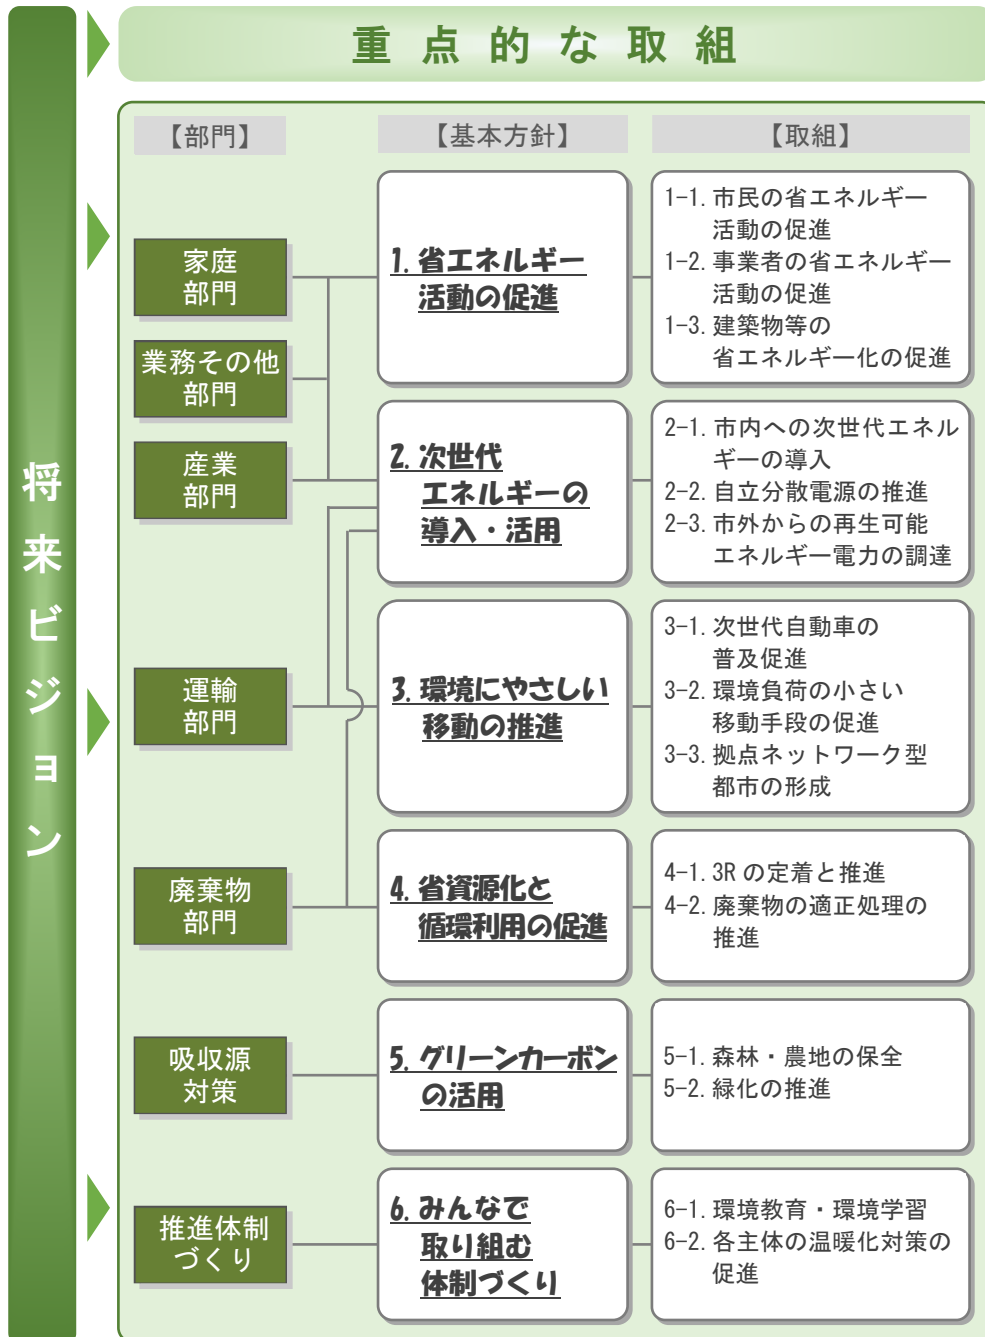 将来ビジョン
重点的な取組
【部門】
【基本方針】
【取組】
家庭
部門
業務その他
部門
産業
部門
1. 省エネルギー
活動の促進
1-1. 市民の省エネルギー
活動の促進
1-2. 事業者の省エネルギー
活動の促進
1-3. 建築物等の
省エネルギー化の促進
2. 次世代
エネルギーの
導入・活用
2-1. 市内への次世代エネル
ギーの導入
2-2. 自立分散電源の推進
2-3. 市外からの再生可能
エネルギー電力の調達
運輸
部門
3. 環境にやさしい
移動の推進
3-1. 次世代自動車の
普及促進
3-2. 環境負荷の小さい
移動手段の促進
3-3. 拠点ネットワーク型
都市の形成
廃棄物
部門
4. 省資源化と
循環利用の促進
4-1. 3R の定着と推進
4-2. 廃棄物の適正処理の
推進
吸収源
対策
5. グリーンカーボン
の活用
5-1. 森林・農地の保全
5-2. 緑化の推進
推進体制
づくり
6. みんなで
取り組む
体制づくり
6-1. 環境教育・環境学習
6-2. 各主体の温暖化対策の
促進